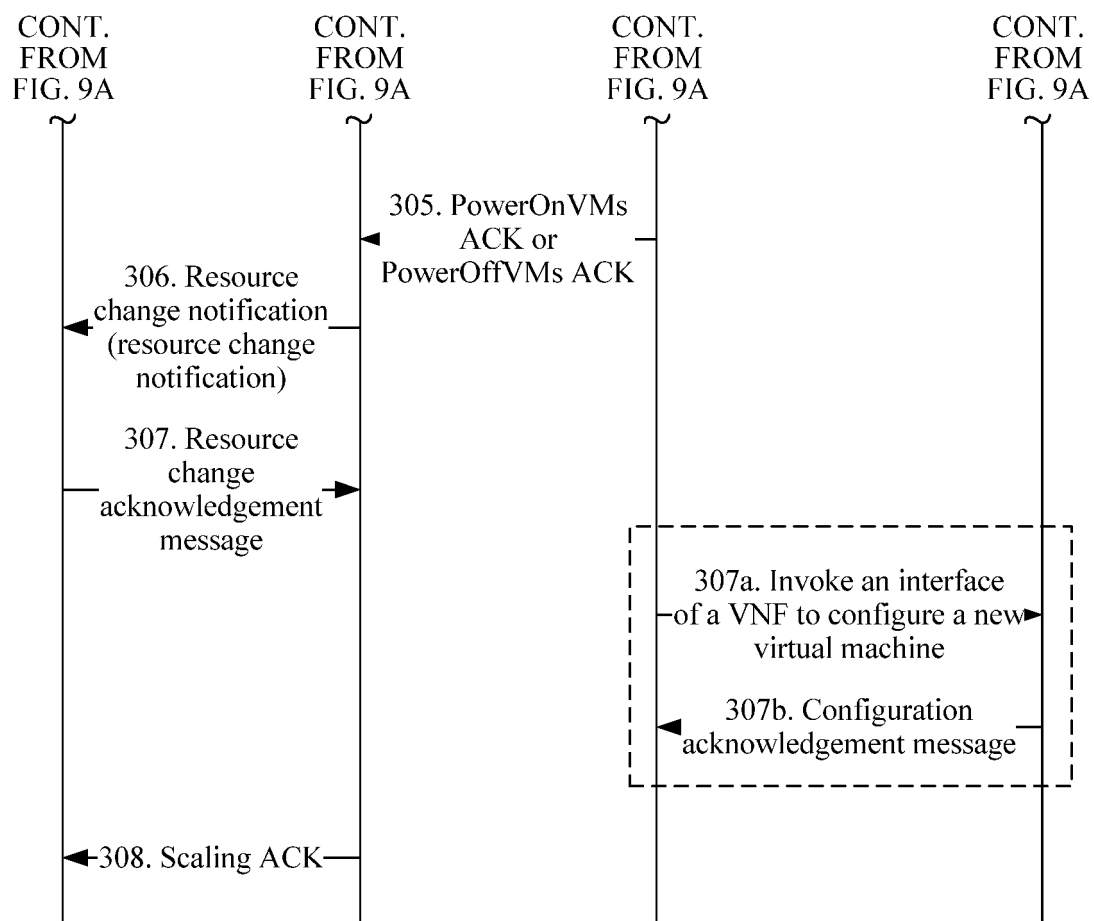 CONT.
FROM
FIG. 9A
CONT.
FROM
FIG. 9A
CONT.
FROM
FIG. 9A
CONT.
FROM
FIG. 9A
305. PowerOnVMs
ACK or
PowerOffVMs ACK
306. Resource
change notification
(resource change
notification)
307. Resource
change
acknowledgement
message
307a. Invoke an interface
of a VNF to configure a new
virtual machine
307b. Configuration
acknowledgement message
308. Scaling ACK